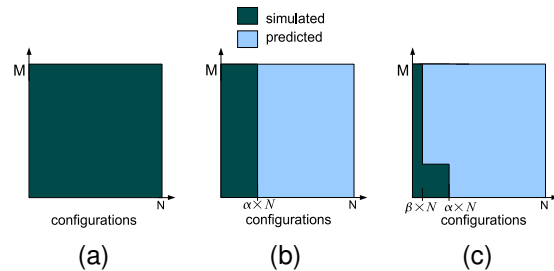 simulated
predicted
M
N
configurations
(a)
M
α×N
N
configurations
(b)
M
β×N
α×N
N
configurations
(c)